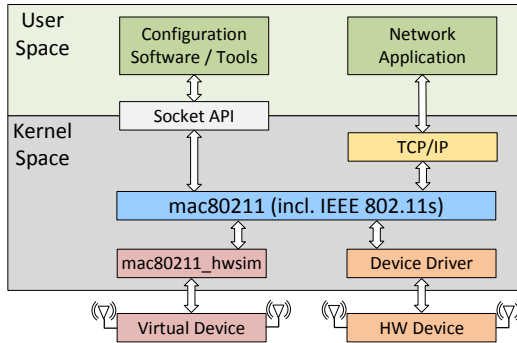 User
Space
Configuration
Software / Tools
Network
Application
Socket API
Kernel
Space
TCP/IP
mac80211 (incl. IEEE 802.11s)
mac80211_hwsim
Device Driver
Virtual Device
HW Device